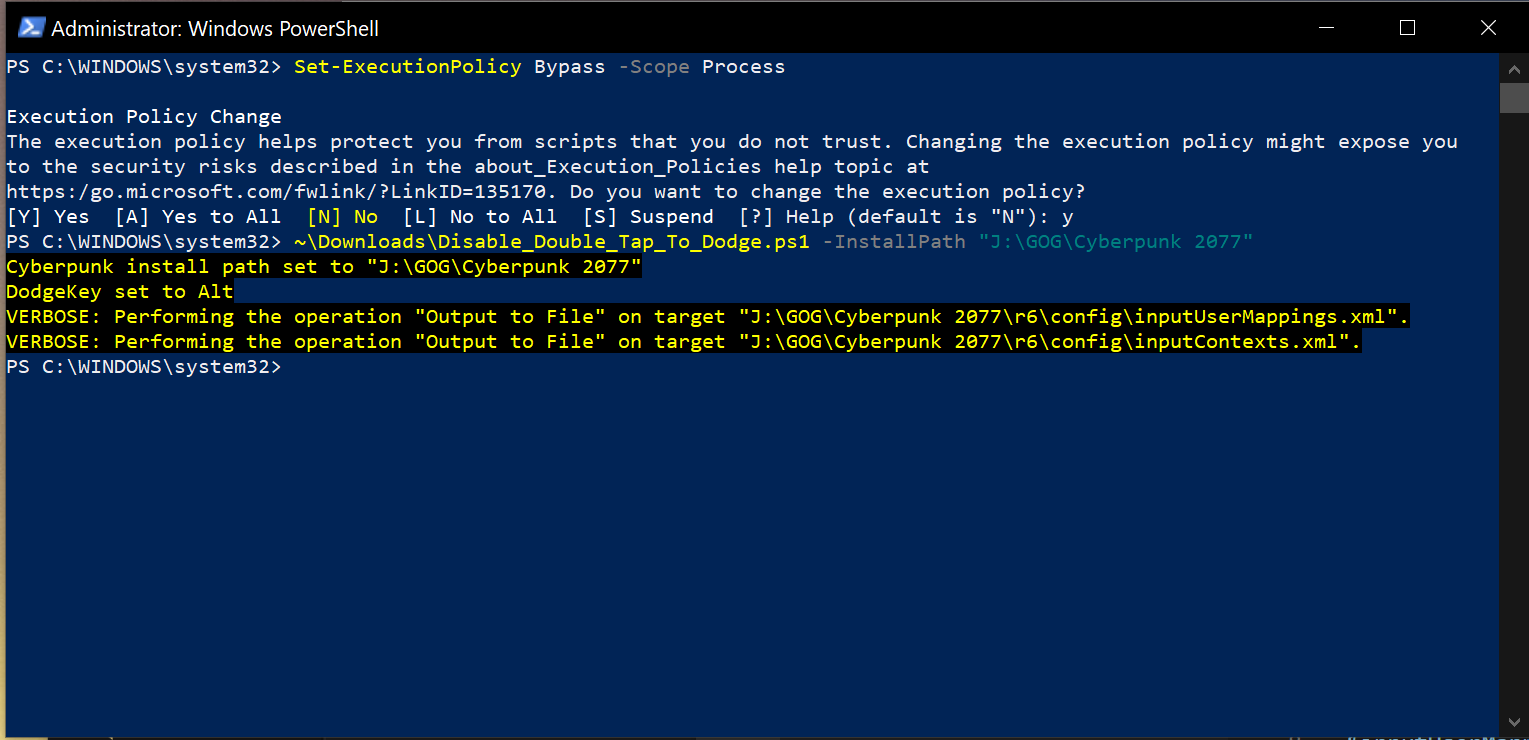 Administrator: Windows PowerShell
PS C:\WINDOWS\system32> Set-ExecutionPolicy Bypass -Scope Process
Execution Policy Change
The execution policy helps protect you from scripts that you do not trust. Changing the execution policy might expose you
to the security risks described in the about_Execution_Policies help topic at
https:/go.microsoft.com/fwlink/?LinkID=135170. Do you want to change the execution policy?
[Y] Yes  [A] Yes to All  [N] No  [L] No to All  [S] Suspend  [?] Help (default is "N"): y
PS C:\WINDOWS\system32> ~\Downloads\Disable_Double_Tap_To_Dodge.ps1 -InstallPath "J:\GOG\Cyberpunk 2077"
Cyberpunk install path set to "J:\GOG\Cyberpunk 2077"
DodgeKey set to Alt
VERBOSE: Performing the operation "Output to File" on target "J:\GOG\Cyberpunk 2077\r6\config\inputUserMappings.xml".
VERBOSE: Performing the operation "Output to File" on target "J:\GOG\Cyberpunk 2077\r6\config\inputContexts.xml".
PS C:\WINDOWS\system32>